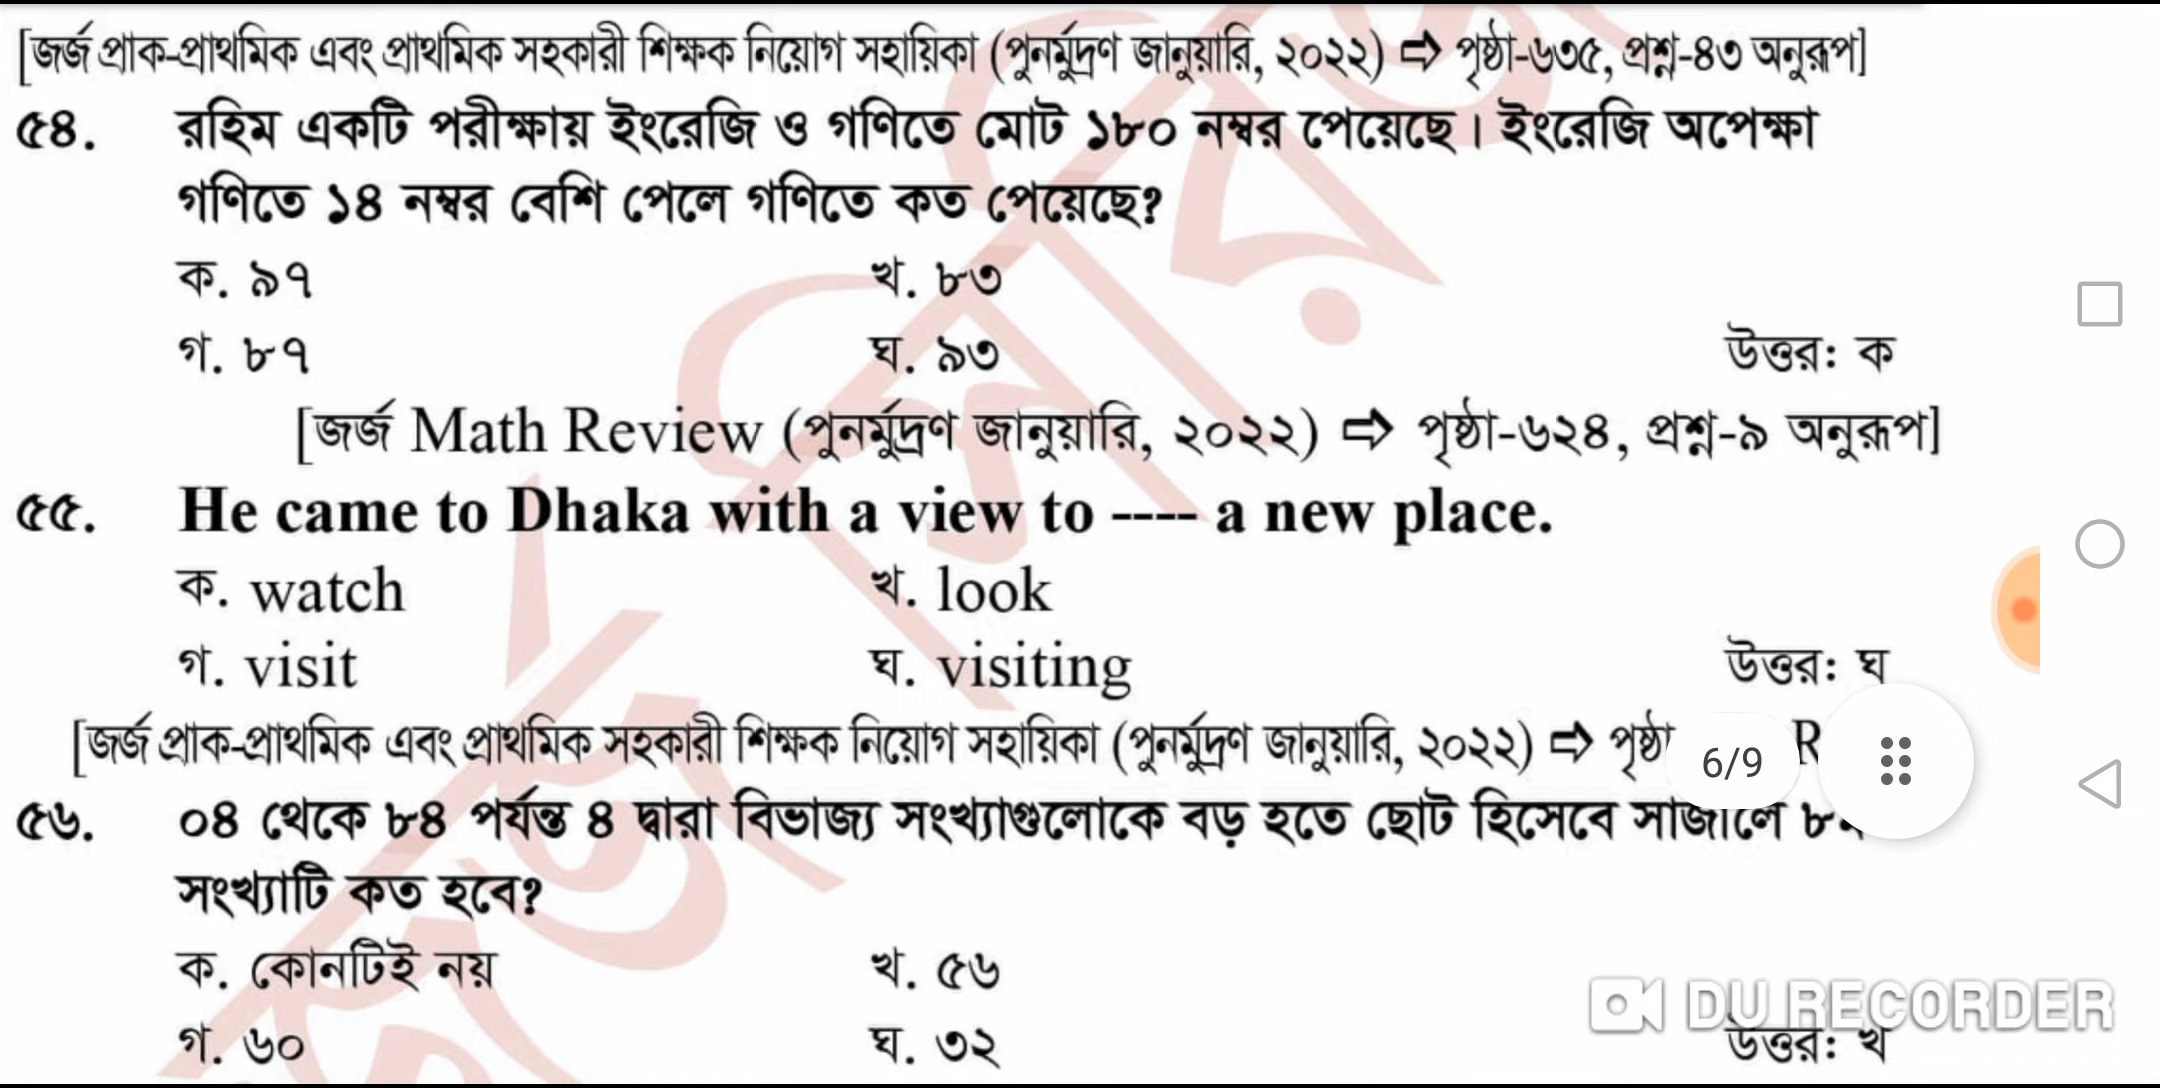 [জর্জ প্রাক-প্রাথমিক এবং প্রাথমিক সহকারী শিক্ষক নিয়োগ সহায়িকা (পুনর্মুদ্রণ জানুয়ারি, ২০২২) ⇨ পৃষ্ঠা-৬৩৫, প্রশ্ন-৪৩ অনুরূপ]
৫৪. রহিম একটি পরীক্ষায় ইংরেজি ও গণিতে মোট ১৮০ নম্বর পেয়েছে। ইংরেজি অপেক্ষা
গণিতে ১৪ নম্বর বেশি পেলে গণিতে কত পেয়েছে?
ক. ৯৭ খ. ৮৩
গ. ৮৭ ঘ. ৯৩ উত্তর: ক
[জর্জ Math Review (পুনর্মুদ্রণ জানুয়ারি, ২০২২) ⇨ পৃষ্ঠা-৬২৪, প্রশ্ন-৯ অনুরূপ]
৫৫. He came to Dhaka with a view to ---- a new place.
ক. watch খ. look
গ. visit ঘ. visiting উত্তর: ঘ
[জর্জ প্রাক-প্রাথমিক এবং প্রাথমিক সহকারী শিক্ষক নিয়োগ সহায়িকা (পুনর্মুদ্রণ জানুয়ারি, ২০২২) ⇨ পৃষ্ঠা R
6/9
৫৬. ০৪ থেকে ৮৪ পর্যন্ত ৪ দ্বারা বিভাজ্য সংখ্যাগুলোকে বড় হতে ছোট হিসেবে সাজালে
সংখ্যাটি কত হবে?
ক. কোনটিই নয় খ. ৫৬
DU RECORDER
গ. ৬০ ঘ. ৩২ উত্তর: খ